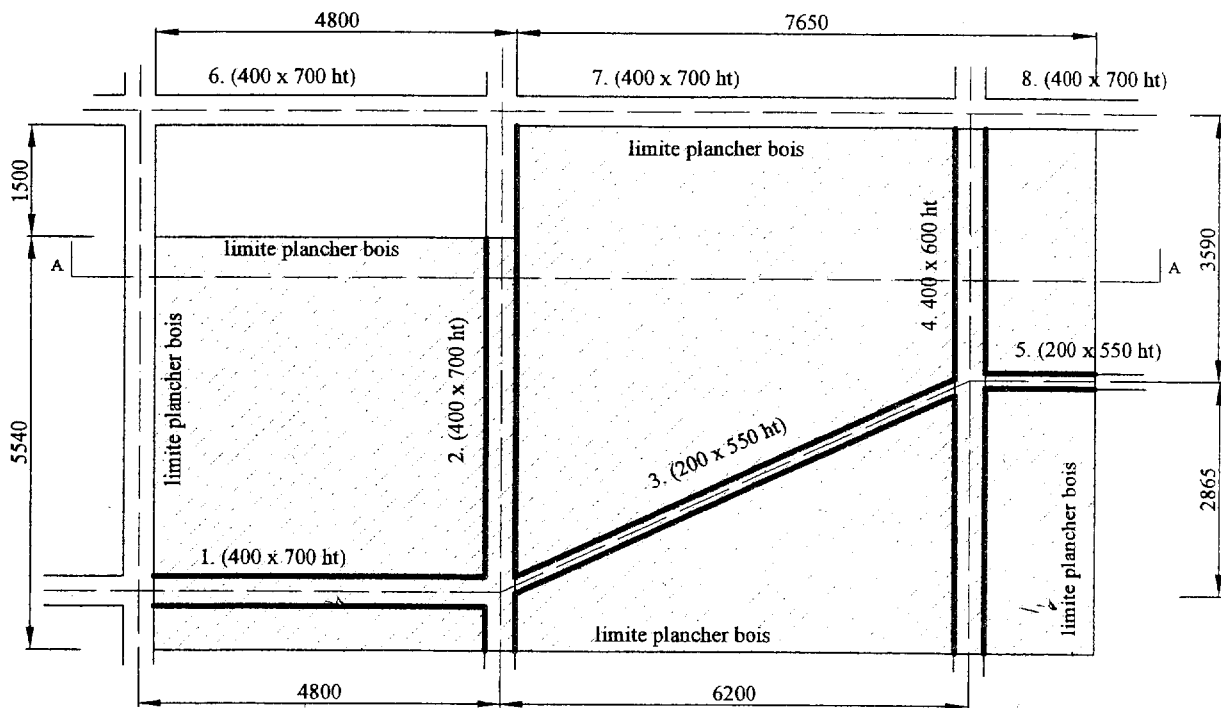 4800
7650
6. (400 x 700 ht)
7. (400 x 700 ht)
8. (400 x 700 ht)
1500
limite plancher bois
limite plancher bois
A
A
3590
4. 400 x 600 ht
limite plancher bois
2. (400 x 700 ht)
5. (200 x 550 ht)
5540
3. (200 x 550 ht)
2865
limite plancher bois
1. (400 x 700 ht)
limite plancher bois
4800
6200